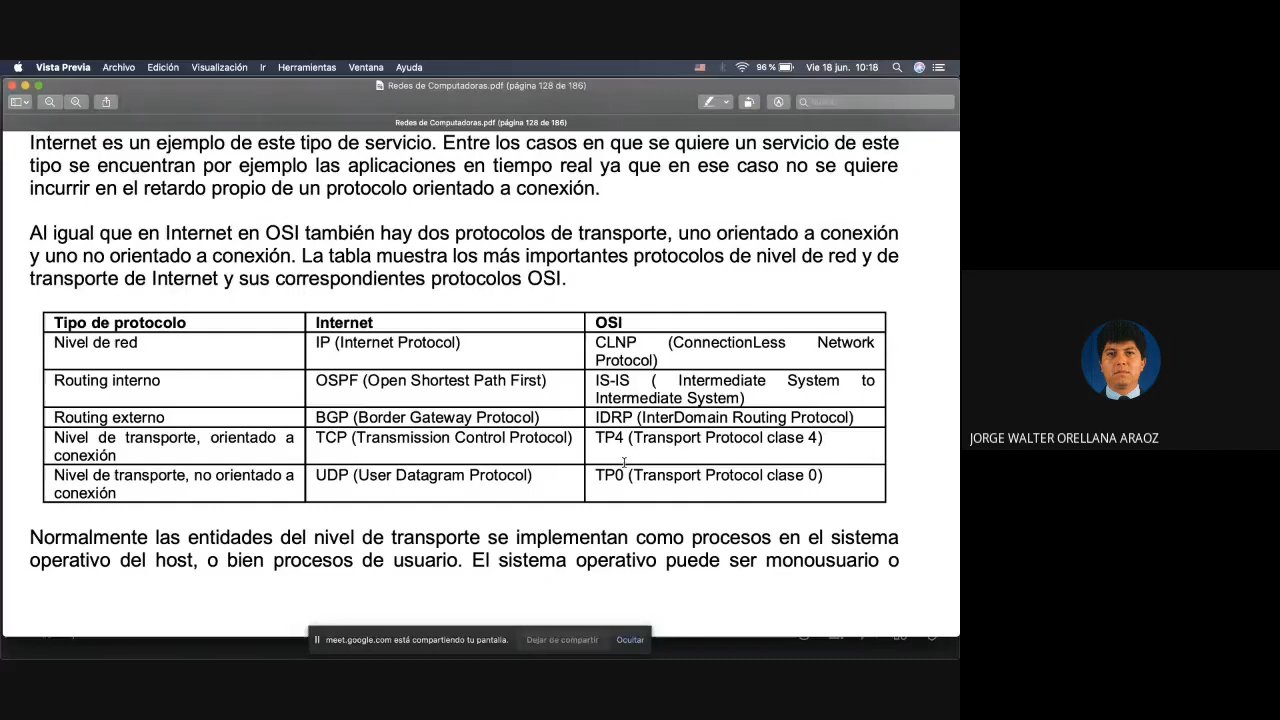 Vista Previa Archivo Edición Visualización Ir Herramientas Ventana Ayuda 96 % Vie 18 jun. 10:18
Redes de Computadoras.pdf (página 128 de 186)
Redes de Computadoras.pdf (página 128 de 186)
Internet es un ejemplo de este tipo de servicio. Entre los casos en que se quiere un servicio de este
tipo se encuentran por ejemplo las aplicaciones en tiempo real ya que en ese caso no se quiere
incurrir en el retardo propio de un protocolo orientado a conexión.
Al igual que en Internet en OSI también hay dos protocolos de transporte, uno orientado a conexión
y uno no orientado a conexión. La tabla muestra los más importantes protocolos de nivel de red y de
transporte de Internet y sus correspondientes protocolos OSI.
Tipo de protocolo Internet OSI
Nivel de red IP (Internet Protocol) CLNP (ConnectionLess Network
Protocol)
Routing interno OSPF (Open Shortest Path First) IS-IS ( Intermediate System to
Intermediate System)
Routing externo BGP (Border Gateway Protocol) IDRP (InterDomain Routing Protocol)
Nivel de transporte, orientado a TCP (Transmission Control Protocol) TP4 (Transport Protocol clase 4)
conexión
Nivel de transporte, no orientado a UDP (User Datagram Protocol) TP0 (Transport Protocol clase 0)
conexión
Normalmente las entidades del nivel de transporte se implementan como procesos en el sistema
operativo del host, o bien procesos de usuario. El sistema operativo puede ser monousuario o
meet.google.com está compartiendo tu pantalla. Dejar de compartir Ocultar
JORGE WALTER ORELLANA ARAOZ